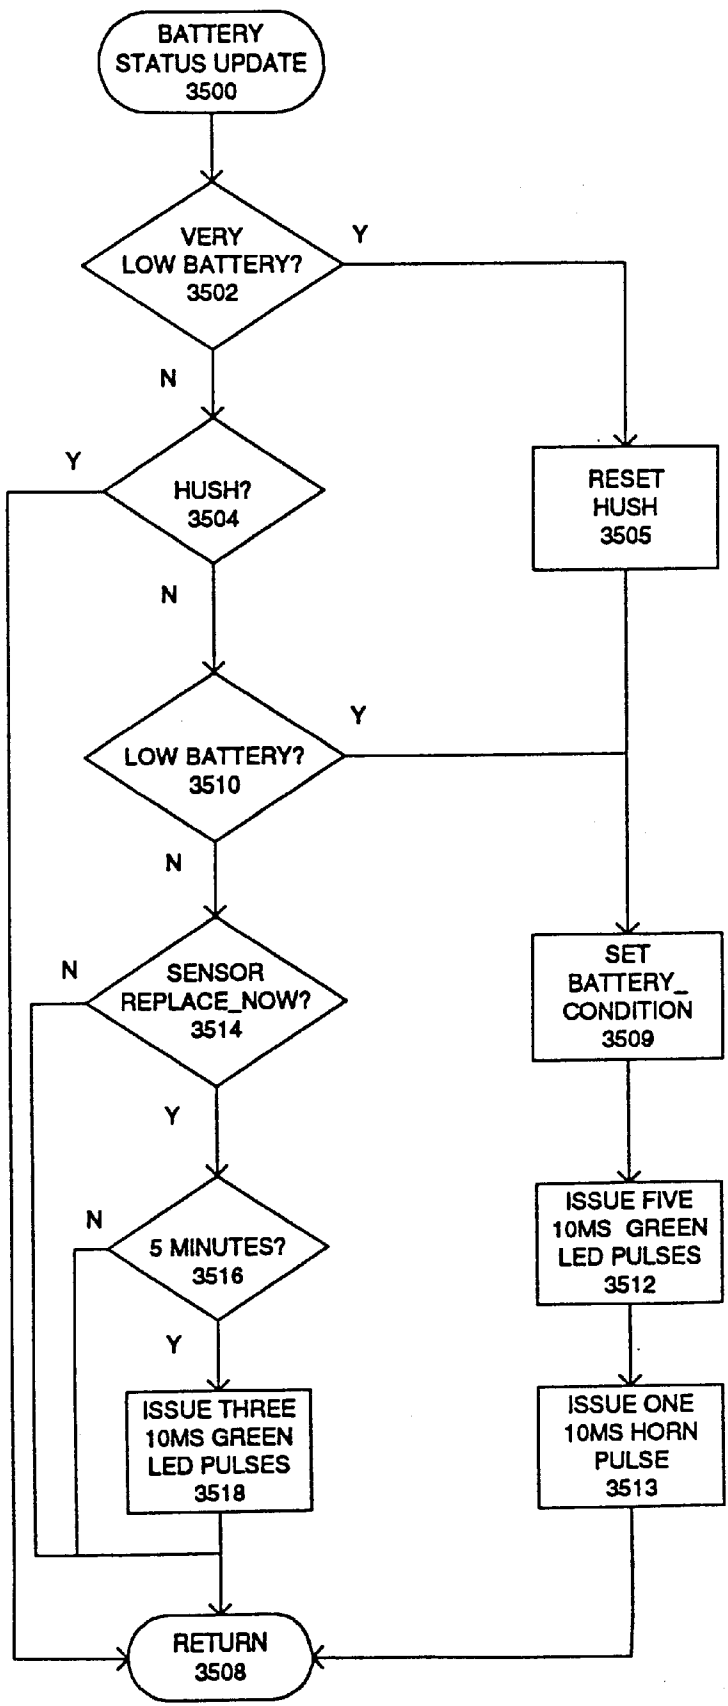 BATTERY
STATUS UPDATE
3500
VERY
LOW BATTERY?
3502
Y
N
HUSH?
3504
Y
N
RESET
HUSH
3505
LOW BATTERY?
3510
Y
N
SENSOR
REPLACE_NOW?
3514
N
Y
SET
BATTERY_
CONDITION
3509
5 MINUTES?
3516
N
Y
ISSUE FIVE
10MS GREEN
LED PULSES
3512
ISSUE THREE
10MS GREEN
LED PULSES
3518
ISSUE ONE
10MS HORN
PULSE
3513
RETURN
3508